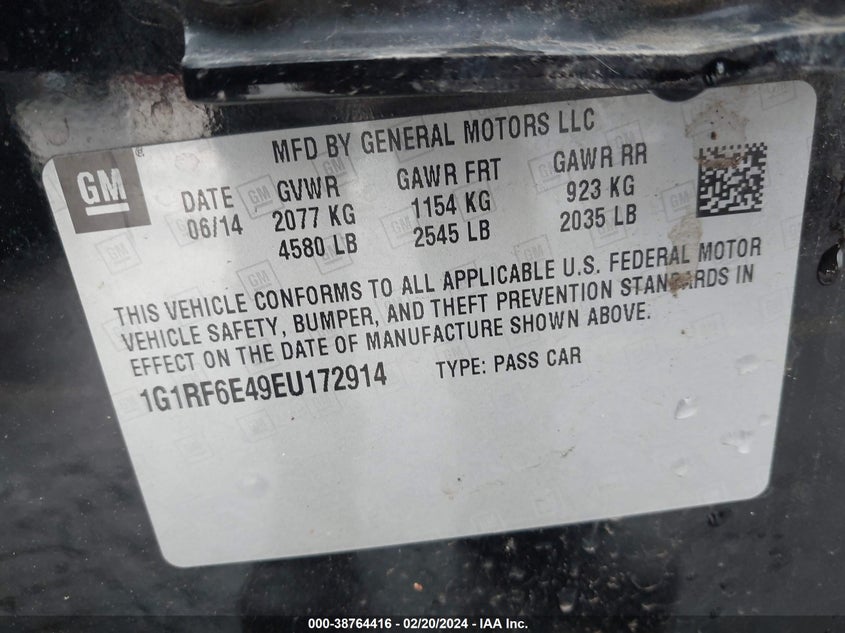 MFD BY GENERAL MOTORS LLC
GM ®
DATE GVWR GAWR FRT GAWR RR
06/14 2077 KG 1154 KG 923 KG
4580 LB 2545 LB 2035 LB
THIS VEHICLE CONFORMS TO ALL APPLICABLE U.S. FEDERAL MOTOR
VEHICLE SAFETY, BUMPER, AND THEFT PREVENTION STANDARDS IN
EFFECT ON THE DATE OF MANUFACTURE SHOWN ABOVE.
1G1RF6E49EU172914 TYPE: PASS CAR
000-38764416 - 02/20/2024 - IAA Inc.